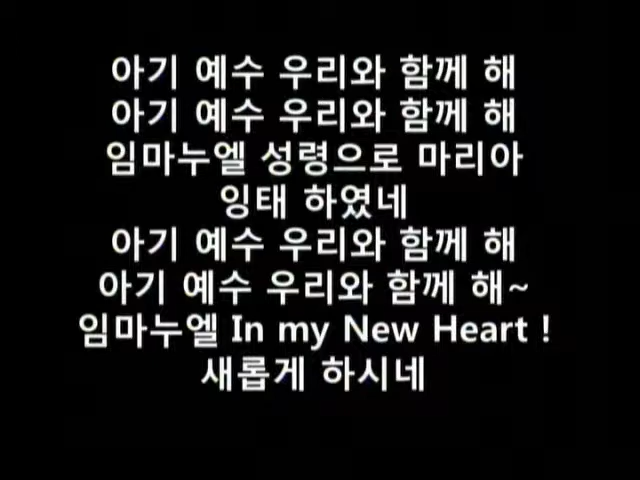 아기 예수 우리와 함께 해
아기 예수 우리와 함께 해
임마누엘 성령으로 마리아
잉태 하였네
아기 예수 우리와 함께 해
아기 예수 우리와 함께 해~
임마누엘 In my New Heart !
새롭게 하시네